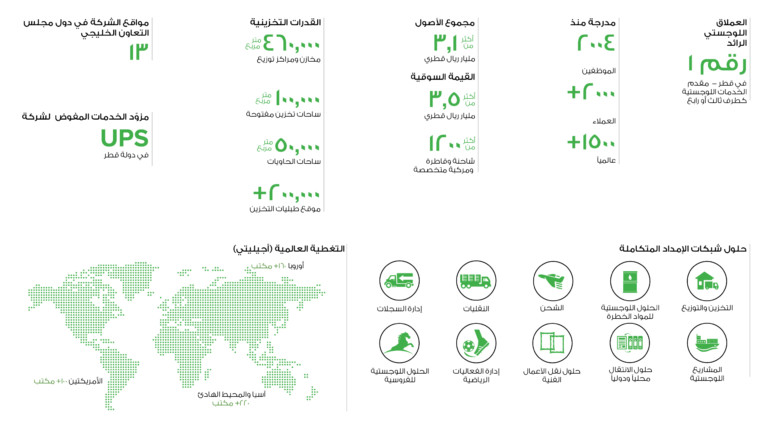 العملاق
اللوجستي
الرائد
رقم ١
في قطر – مقدم
الخدمات اللوجستية
كطرف ثالث أو رابع
مدرجة منذ
٢٠٠٤
الموظفين
+٢٠٠٠
العملاء
+١٥٠٠
عالمياً
مجموع الأصول
أكثر من ٣,١
مليار ريال قطري
القيمة السوقية
أكثر من ٣,٥
مليار ريال قطري
أكثر من ١٢٠٠
شاحنة وقاطرة
ومركبة متخصصة
القدرات التخزينية
٤٦٠,٠٠٠ متر مربع
مخازن ومراكز توزيع
١٠٠,٠٠٠ متر مربع
ساحات تخزين مفتوحة
٥٠,٠٠٠ متر مربع
ساحات الحاويات
+٢٠٠,٠٠٠
موقع طبليات التخزين
مواقع الشركة في دول مجلس
التعاون الخليجي
١٣
مزوّد الخدمات المفوض لشركة
UPS
في دولة قطر
حلول شبكات الإمداد المتكاملة
التخزين والتوزيع
الحلول اللوجستية
للمواد الخطرة
الشحن
النقليات
إدارة السجلات
المشاريع
اللوجستية
حلول الانتقال
محلياً ودولياً
حلول نقل الأعمال
الفنية
إدارة الفعاليات
الرياضية
الحلول اللوجستية
للفروسية
التغطية العالمية (أجيليتي)
أوروبا ١٦٠+ مكتب
الأمريكتين ١٠٠+ مكتب
آسيا والمحيط الهادئ
٢٢٠+ مكتب